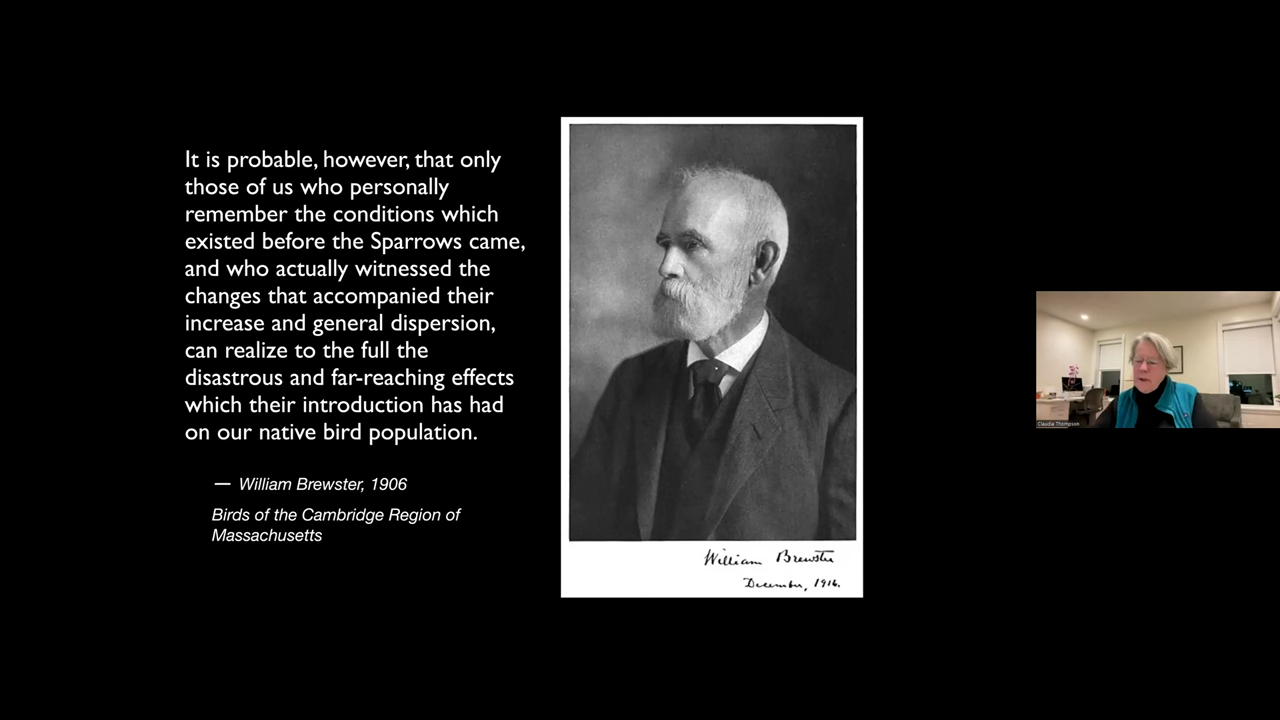 It is probable, however, that only
those of us who personally
remember the conditions which
existed before the Sparrows came,
and who actually witnessed the
changes that accompanied their
increase and general dispersion,
can realize to the full the
disastrous and far-reaching effects
which their introduction has had
on our native bird population.
— William Brewster, 1906
Birds of the Cambridge Region of
Massachusetts
William Brewster
December, 1916.
Claudia Thompson